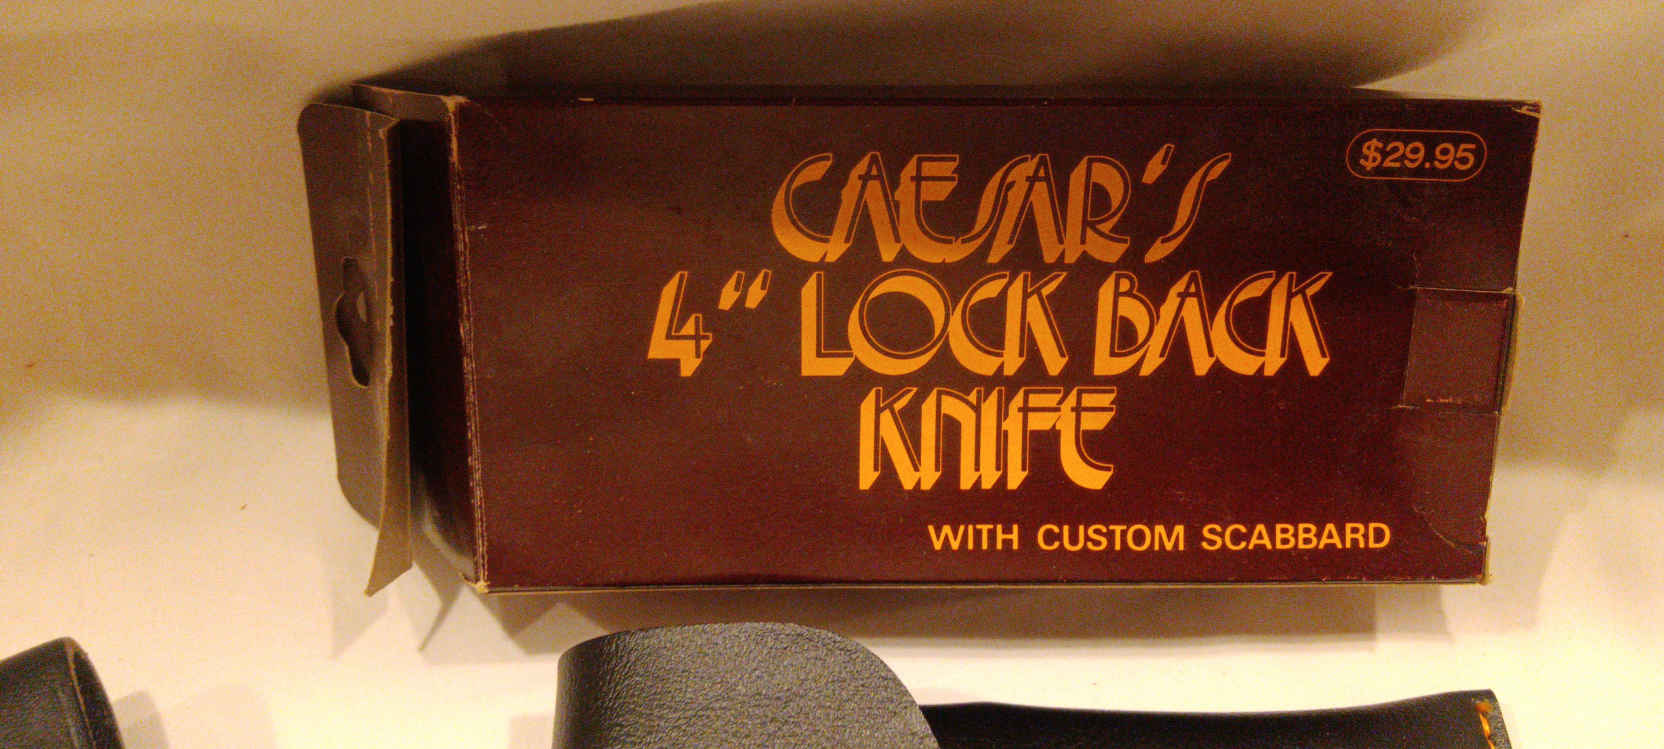 $29.95
CAESAR'S
4" LOCK BACK
KNIFE
WITH CUSTOM SCABBARD